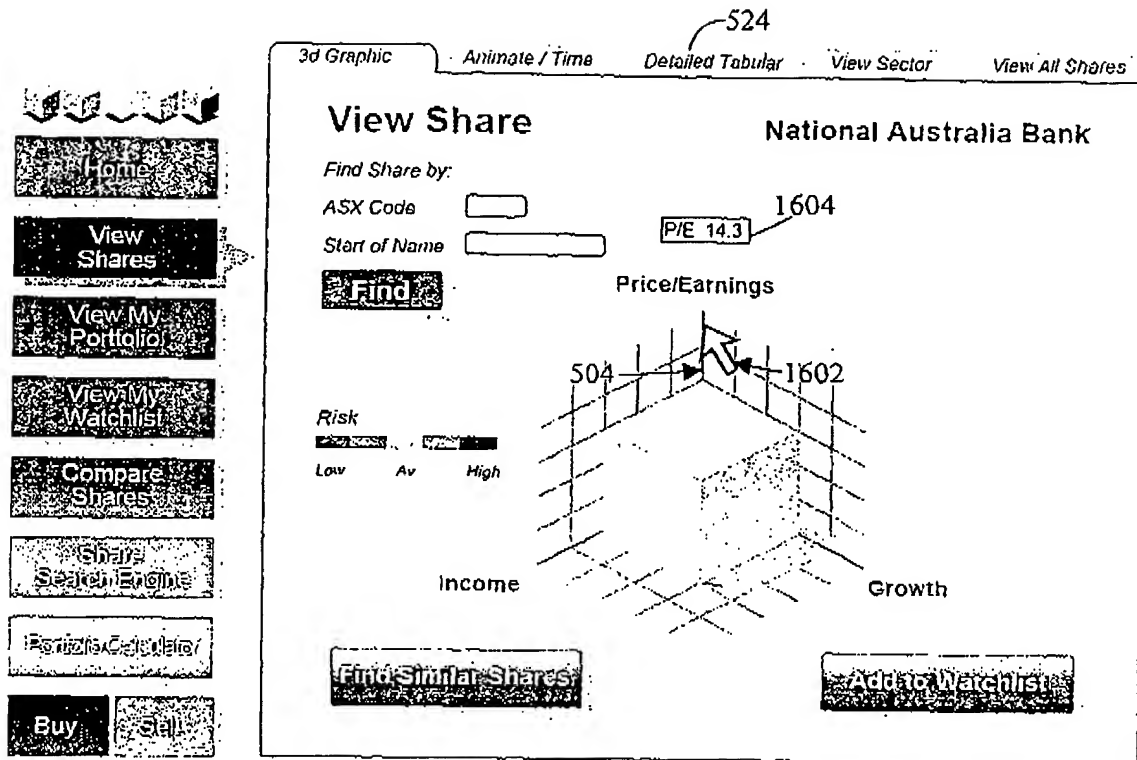 524
3d Graphic
Animate / Time
Detailed Tabular
View Sector
View All Shares
View Share
National Australia Bank
Find Share by:
ASX Code
Start of Name
Find
1604
P/E 14.3
Price/Earnings
504
1602
Risk
Low
Av
High
Income
Growth
Find Similar Shares
Add to Watchlist
Home
View
Shares
View My
Portfolio
View My
Watchlist
Compare
Shares
Share
Search Engine
Portfolio Calculator
Buy
Sell